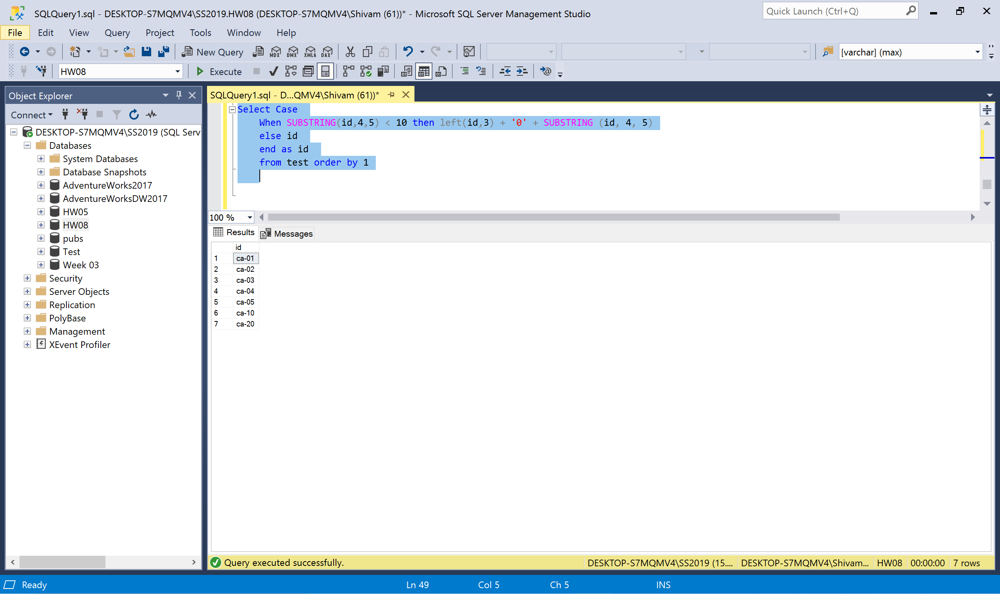 SQLQuery1.sql - DESKTOP-S7MQMV4\SS2019.HW08 (DESKTOP-S7MQMV4\Shivam (61))* - Microsoft SQL Server Management Studio
Quick Launch (Ctrl+Q)
File Edit View Query Project Tools Window Help
New Query MDX DMX XMLA DAX [varchar] (max)
HW08 Execute
Object Explorer
Connect
DESKTOP-S7MQMV4\SS2019 (SQL Serv
Databases
System Databases
Database Snapshots
AdventureWorks2017
AdventureWorksDW2017
HW05
HW08
pubs
Test
Week 03
Security
Server Objects
Replication
PolyBase
Management
XEvent Profiler
SQLQuery1.sql - D...QMV4\Shivam (61))*
Select Case
When SUBSTRING(id,4,5) < 10 then left(id,3) + '0' + SUBSTRING (id, 4, 5)
else id
end as id
from test order by 1
100 %
Results Messages
id
1 ca-01
2 ca-02
3 ca-03
4 ca-04
5 ca-05
6 ca-10
7 ca-20
Query executed successfully. DESKTOP-S7MQMV4\SS2019 (15.... DESKTOP-S7MQMV4\Shivam... HW08 00:00:00 7 rows
Ready Ln 49 Col 5 Ch 5 INS